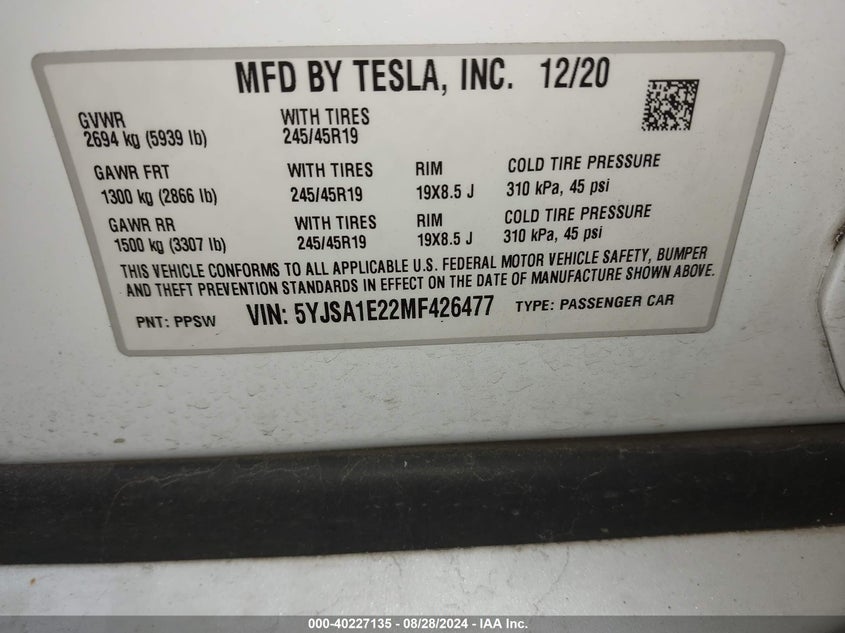 MFD BY TESLA, INC. 12/20
GVWR WITH TIRES
2694 kg (5939 lb) 245/45R19
GAWR FRT WITH TIRES RIM COLD TIRE PRESSURE
1300 kg (2866 lb) 245/45R19 19X8.5 J 310 kPa, 45 psi
GAWR RR WITH TIRES RIM COLD TIRE PRESSURE
1500 kg (3307 lb) 245/45R19 19X8.5 J 310 kPa, 45 psi
THIS VEHICLE CONFORMS TO ALL APPLICABLE U.S. FEDERAL MOTOR VEHICLE SAFETY, BUMPER
AND THEFT PREVENTION STANDARDS IN EFFECT ON THE DATE OF MANUFACTURE SHOWN ABOVE.
PNT: PPSW VIN: 5YJSA1E22MF426477 TYPE: PASSENGER CAR
000-40227135 - 08/28/2024 - IAA Inc.